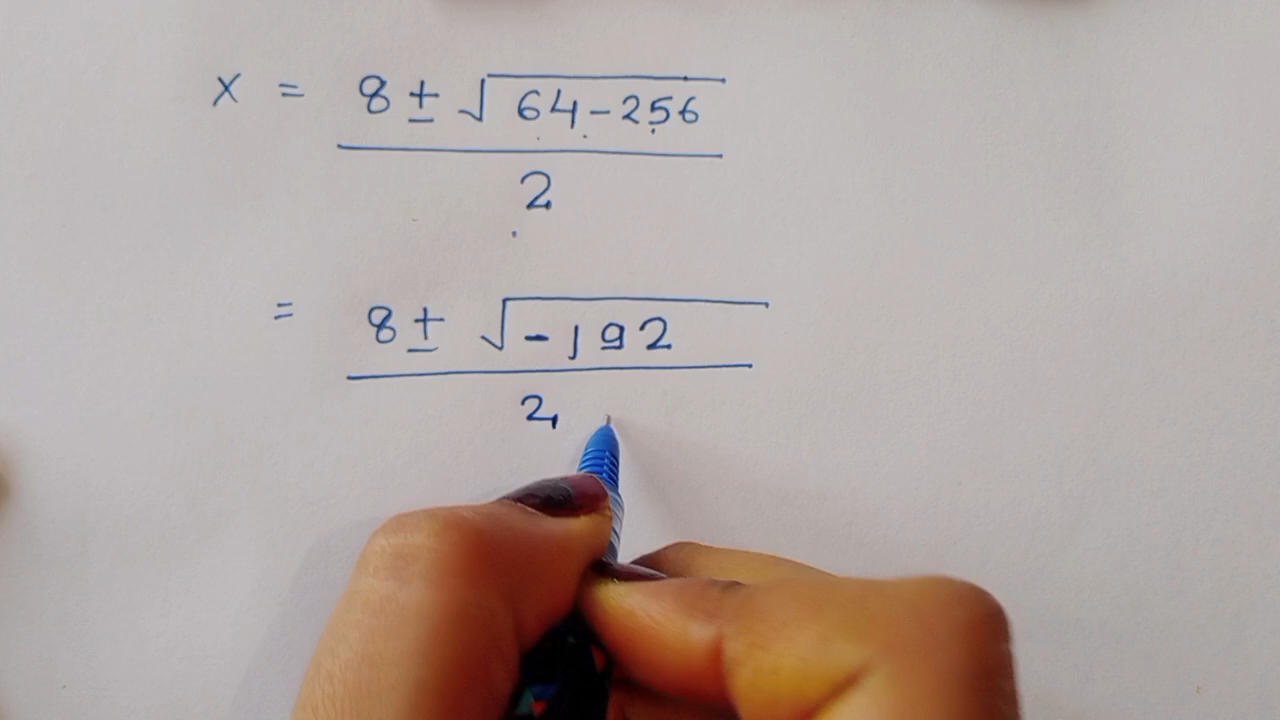 x = 8 ± √64-256
2
= 8 ± √-192
2